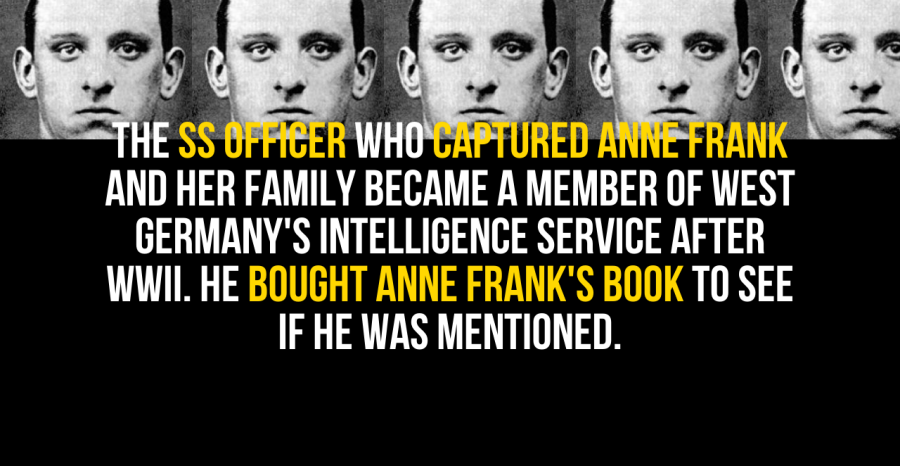 THE SS OFFICER WHO CAPTURED ANNE FRANK
AND HER FAMILY BECAME A MEMBER OF WEST
GERMANY'S INTELLIGENCE SERVICE AFTER
WWII. HE BOUGHT ANNE FRANK'S BOOK TO SEE
IF HE WAS MENTIONED.